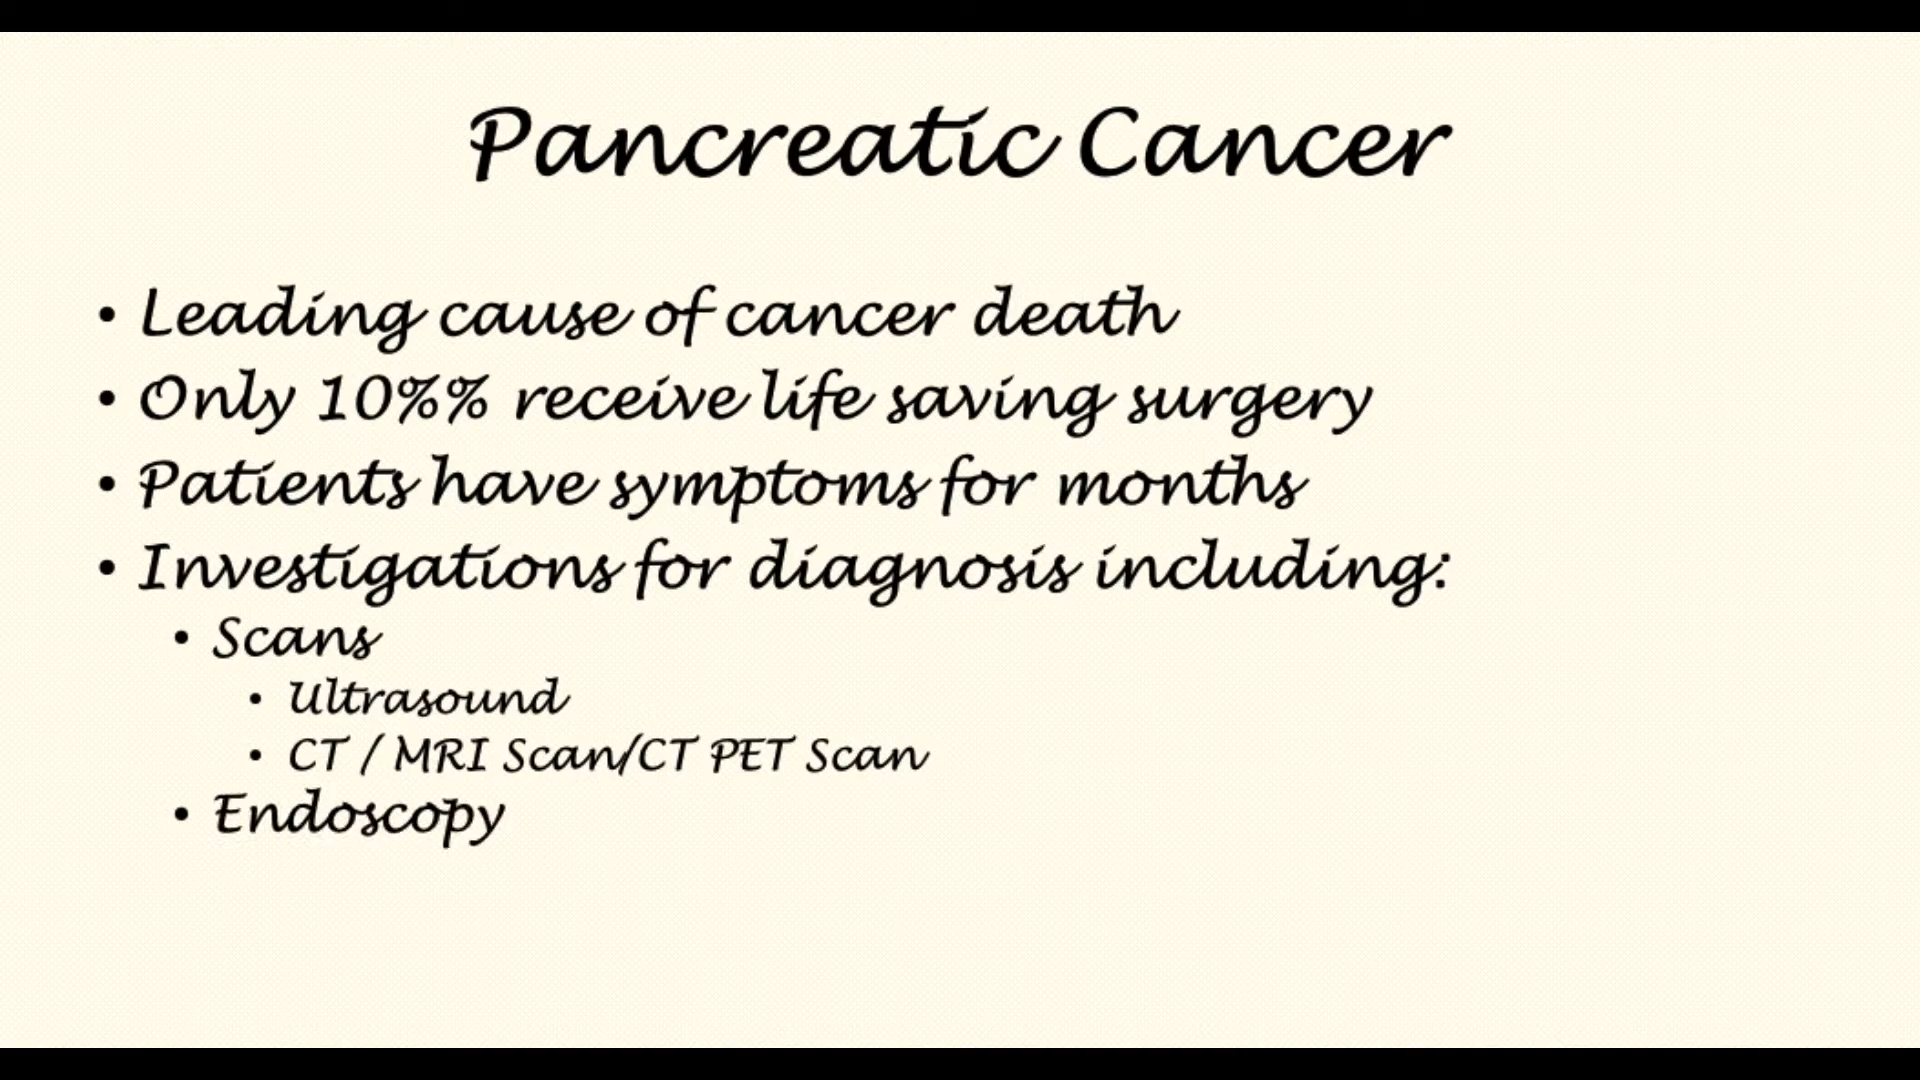 Pancreatic Cancer
• Leading cause of cancer death
• Only 10%% receive life saving surgery
• Patients have symptoms for months
• Investigations for diagnosis including:
• Scans
• Ultrasound
• CT / MRI Scan/CT PET Scan
• Endoscopy